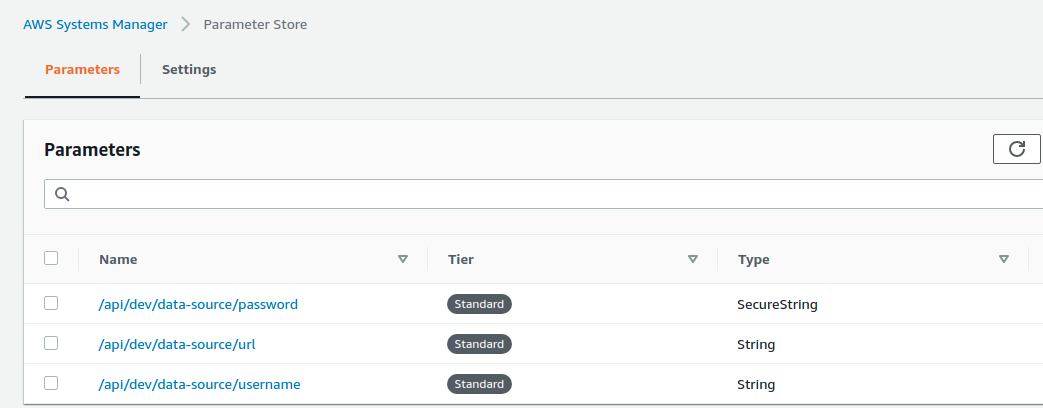 AWS Systems Manager > Parameter Store
Parameters Settings
Parameters
Name Tier Type
/api/dev/data-source/password Standard SecureString
/api/dev/data-source/url Standard String
/api/dev/data-source/username Standard String